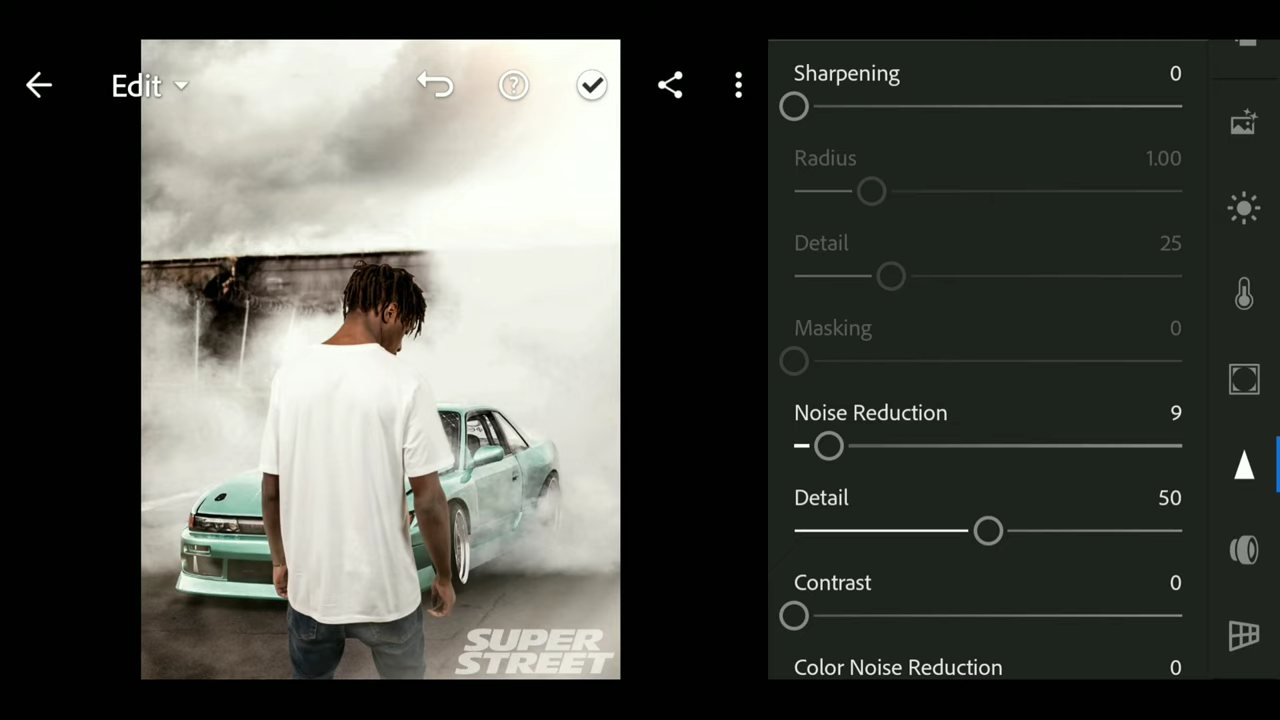 Edit
Sharpening 0
Radius 1.00
Detail 25
Masking 0
Noise Reduction 9
Detail 50
Contrast 0
Color Noise Reduction 0
SUPER
STREET